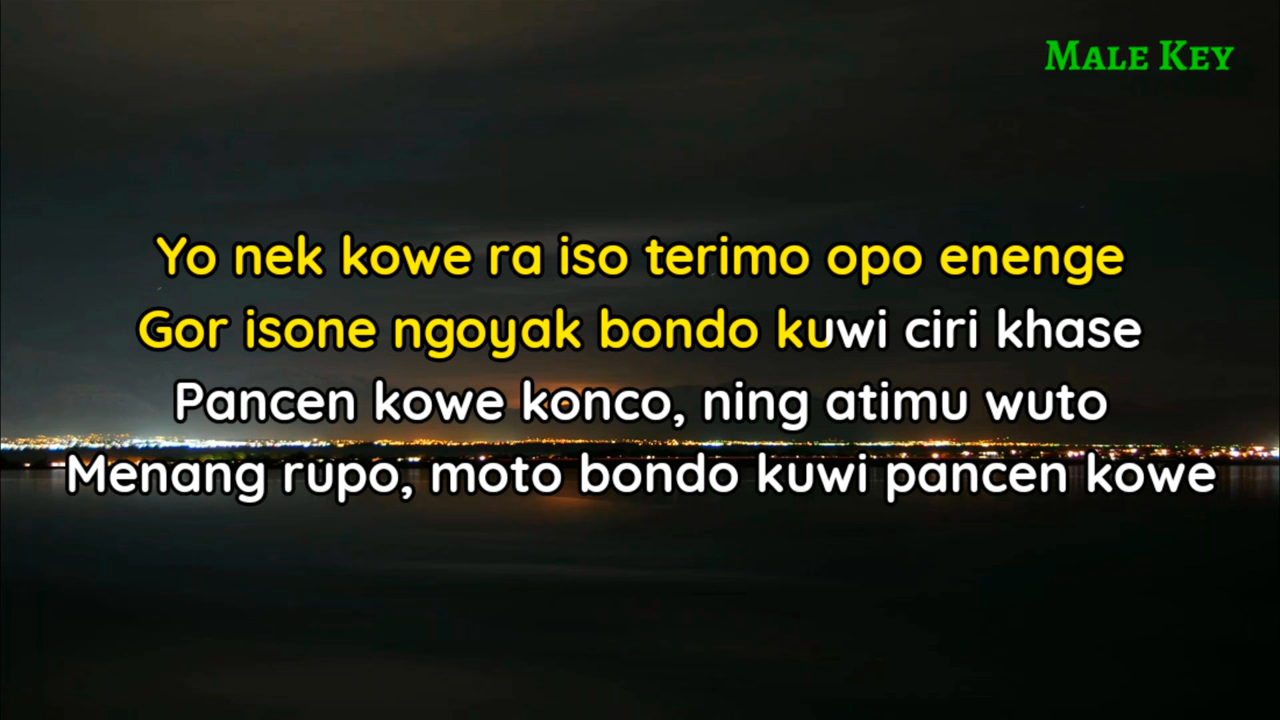 Male Key
Yo nek kowe ra iso terimo opo enenge
Gor isone ngoyak bondo kuwi ciri khase
Pancen kowe konco, ning atimu wuto
Menang rupo, moto bondo kuwi pancen kowe